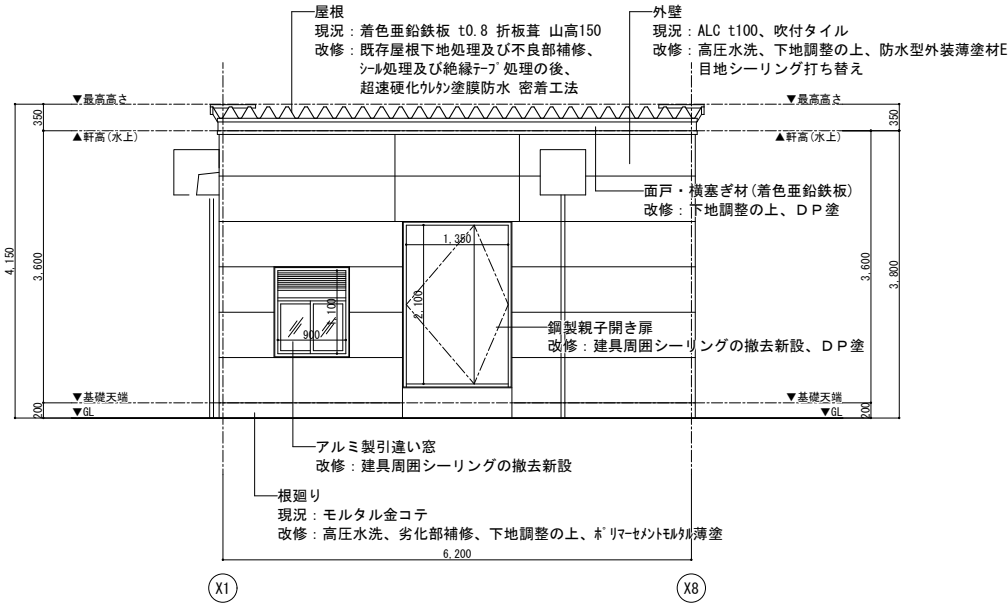 屋根
現況：着色亜鉛鉄板 t0.8 折板葺 山高150
改修：既存屋根下地処理及び不良部補修、
シール処理及び絶縁テープ処理の後、
超速硬化ウレタン塗膜防水 密着工法
外壁
現況：ALC t100、吹付タイル
改修：高圧水洗、下地調整の上、防水型外装薄塗材E
目地シーリング打ち替え
▼最高高さ
▼最高高さ
350
350
▲軒高(水上)
▲軒高(水上)
面戸・横塞ぎ材(着色亜鉛鉄板)
改修：下地調整の上、ＤＰ塗
4,150
3,600
1,350
2,100
1,100
900
3,600
3,800
鋼製親子開き扉
改修：建具周囲シーリングの撤去新設、ＤＰ塗
▼基礎天端
▼基礎天端
200
200
▼GL
▼GL
アルミ製引違い窓
改修：建具周囲シーリングの撤去新設
根廻り
現況：モルタル金コテ
改修：高圧水洗、劣化部補修、下地調整の上、ポリマーセメントモルタル薄塗
6,200
X1
X8